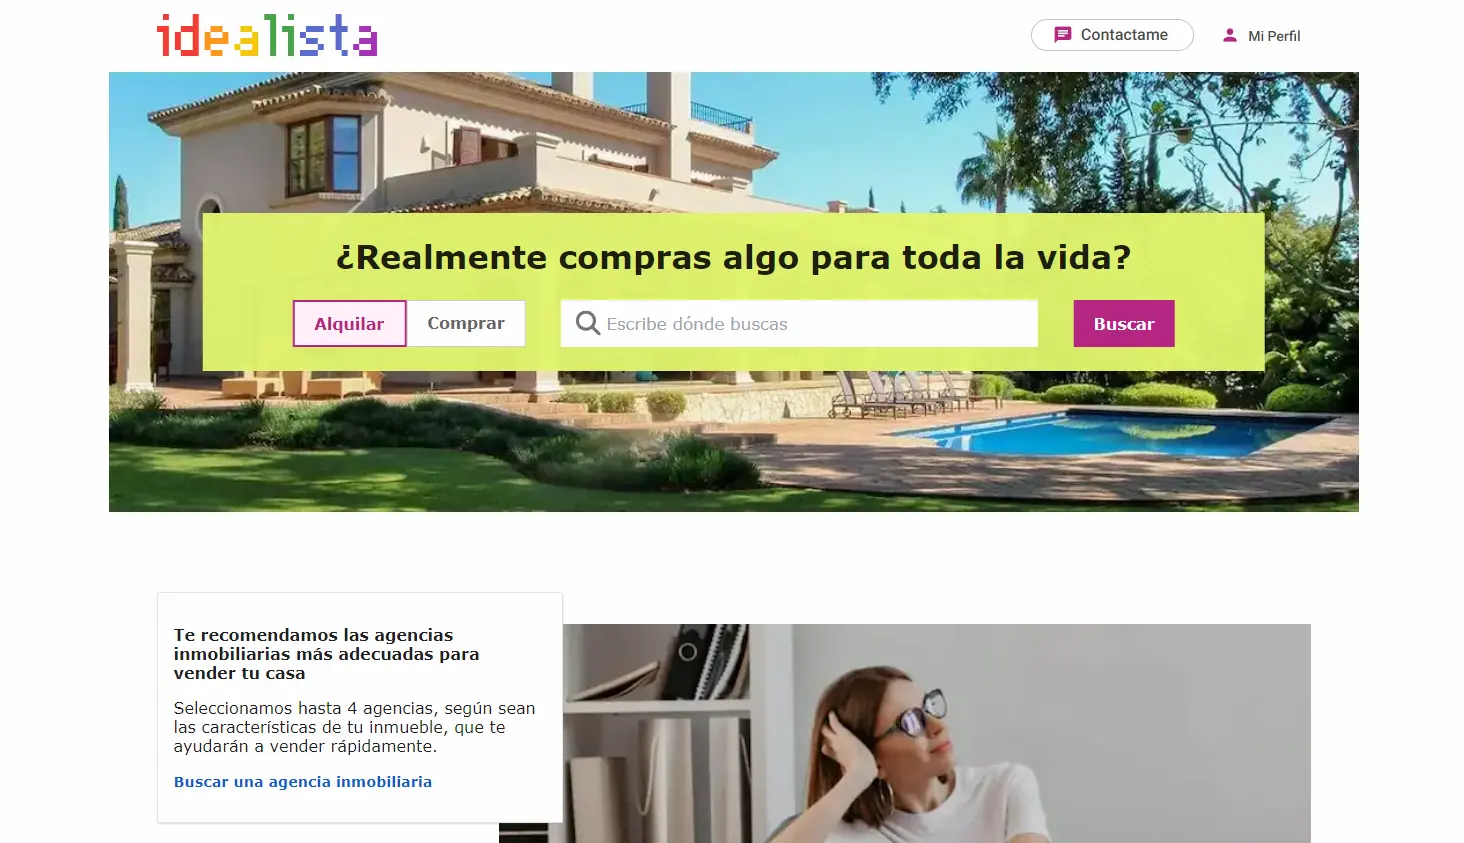 idealista
Contactame
Mi Perfil
¿Realmente compras algo para toda la vida?
Alquilar
Comprar
Escribe dónde buscas
Buscar
Te recomendamos las agencias
inmobiliarias más adecuadas para
vender tu casa
Seleccionamos hasta 4 agencias, según sean
las características de tu inmueble, que te
ayudarán a vender rápidamente.
Buscar una agencia inmobiliaria